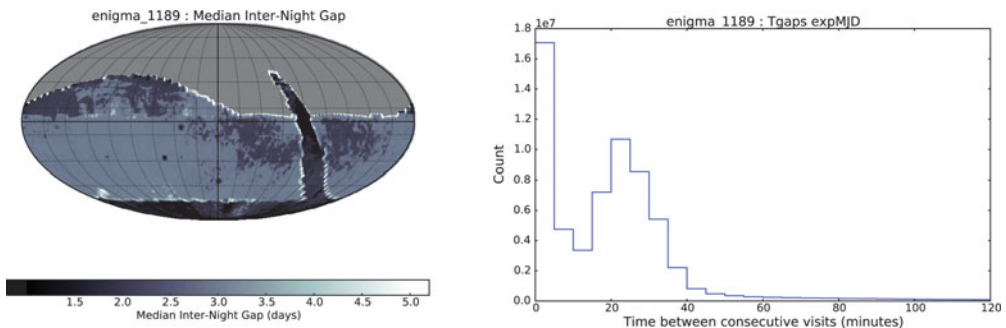 enigma_1189 : Median Inter-Night Gap
1.5 2.0 2.5 3.0 3.5 4.0 4.5 5.0
Median Inter-Night Gap (days)
enigma_1189 : Tgaps expMJD
1e7
1.8
1.6
1.4
1.2
1.0
0.8
0.6
0.4
0.2
0.0
Count
0 20 40 60 80 100 120
Time between consecutive visits (minutes)